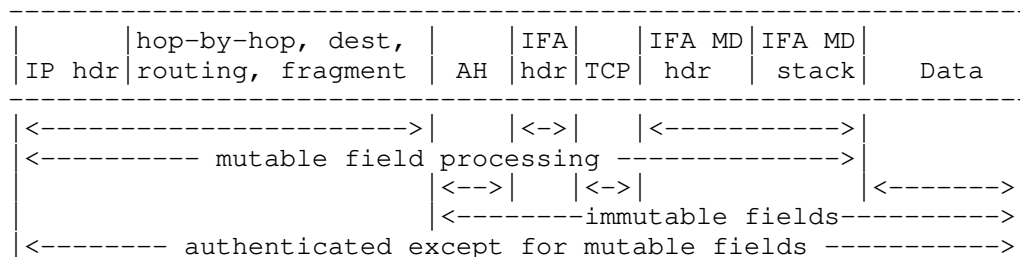 ---------------------------------------------------------------------
|       |hop-by-hop, dest, |    |IFA|   |IFA MD|IFA MD|
|IP hdr|routing, fragment  | AH |hdr|TCP| hdr  | stack|   Data
---------------------------------------------------------------------
|<----------------------->|    |<->|   |<----------->|
|<---------- mutable field processing -------------->|
|                         |<-->|   |<->|             |<------->
|                         |<--------immutable fields---------->
|<-------- authenticated except for mutable fields ----------->